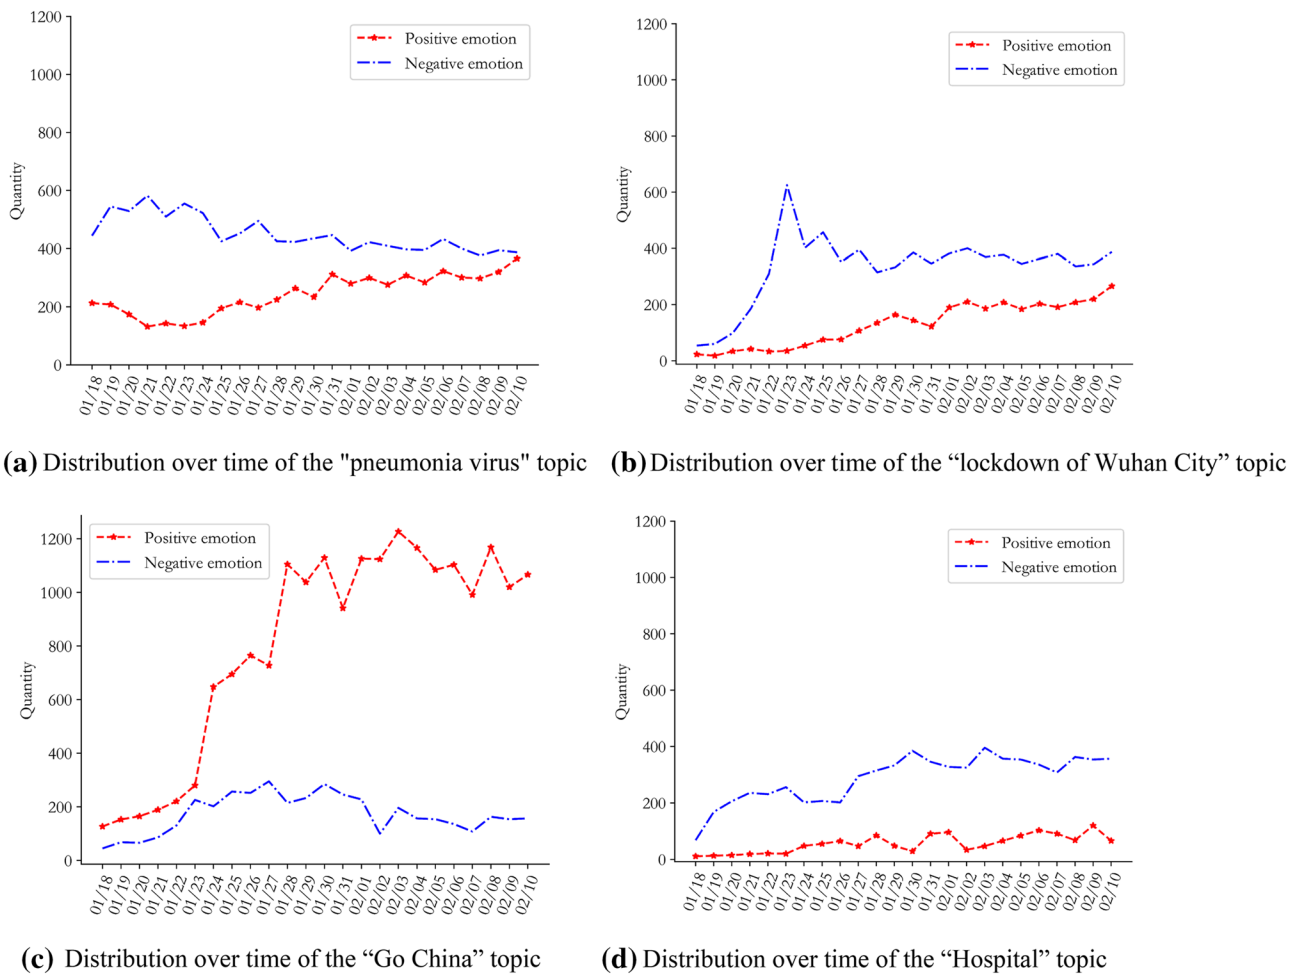 1200
1000
800
600
400
200
0
Quantity
Positive emotion
Negative emotion
01/18 01/19 01/20 01/21 01/22 01/23 01/24 01/25 01/26 01/27 01/28 01/29 01/30 01/31 02/01 02/02 02/03 02/04 02/05 02/06 02/07 02/08 02/09 02/10
(a) Distribution over time of the "pneumonia virus" topic
1200
1000
800
600
400
200
0
Quantity
Positive emotion
Negative emotion
01/18 01/19 01/20 01/21 01/22 01/23 01/24 01/25 01/26 01/27 01/28 01/29 01/30 01/31 02/01 02/02 02/03 02/04 02/05 02/06 02/07 02/08 02/09 02/10
(b) Distribution over time of the “lockdown of Wuhan City” topic
1200
1000
800
600
400
200
0
Quantity
Positive emotion
Negative emotion
01/18 01/19 01/20 01/21 01/22 01/23 01/24 01/25 01/26 01/27 01/28 01/29 01/30 01/31 02/01 02/02 02/03 02/04 02/05 02/06 02/07 02/08 02/09 02/10
(c) Distribution over time of the “Go China” topic
1200
1000
800
600
400
200
0
Quantity
Positive emotion
Negative emotion
01/18 01/19 01/20 01/21 01/22 01/23 01/24 01/25 01/26 01/27 01/28 01/29 01/30 01/31 02/01 02/02 02/03 02/04 02/05 02/06 02/07 02/08 02/09 02/10
(d) Distribution over time of the “Hospital” topic